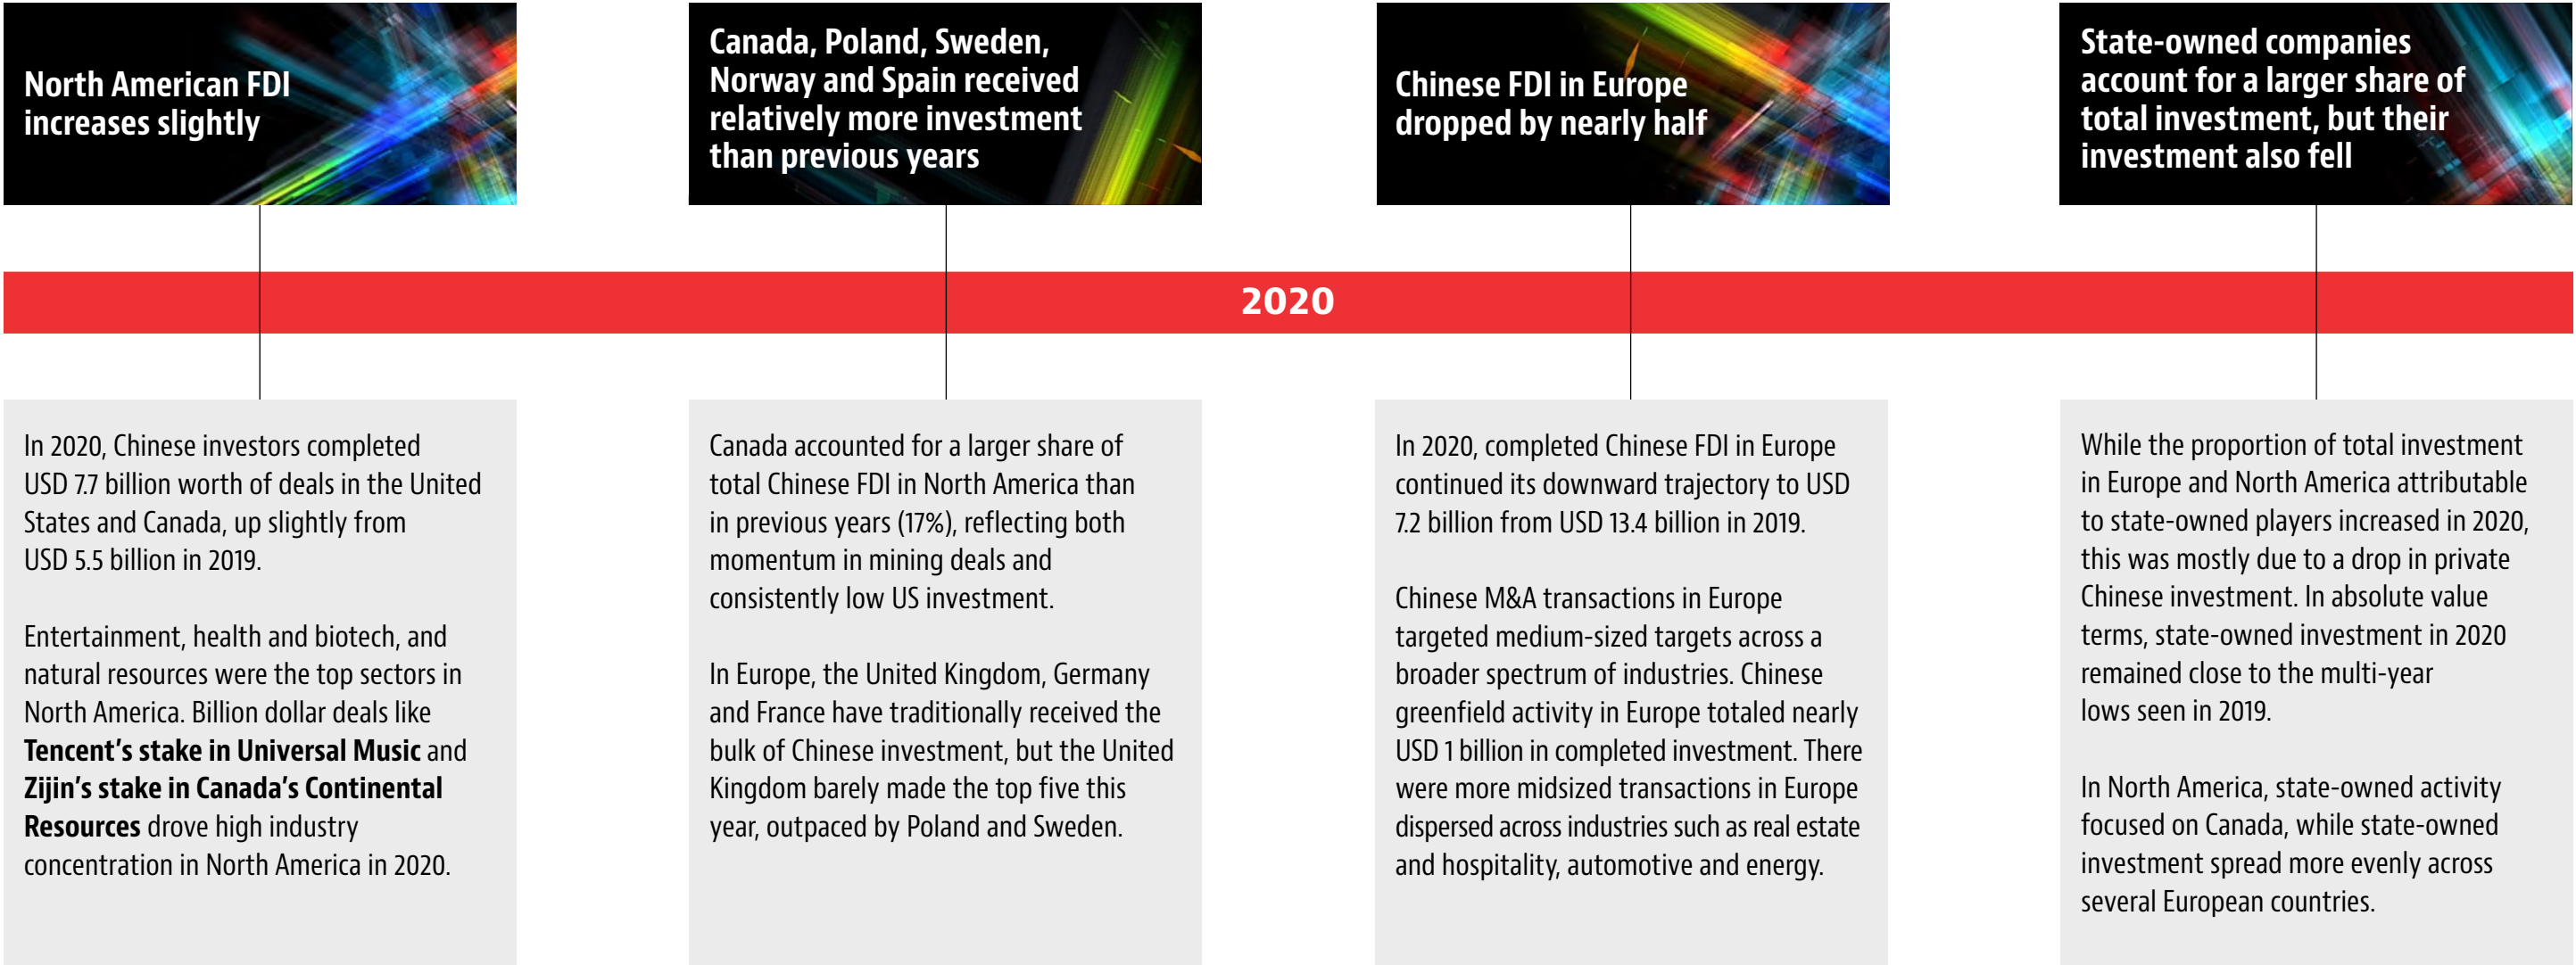 North American FDI
increases slightly
Canada, Poland, Sweden,
Norway and Spain received
relatively more investment
than previous years
Chinese FDI in Europe
dropped by nearly half
State-owned companies
account for a larger share of
total investment, but their
investment also fell
2020
In 2020, Chinese investors completed
USD 7.7 billion worth of deals in the United
States and Canada, up slightly from
USD 5.5 billion in 2019.
Entertainment, health and biotech, and
natural resources were the top sectors in
North America. Billion dollar deals like
Tencent's stake in Universal Music and
Zijin's stake in Canada's Continental
Resources drove high industry
concentration in North America in 2020.
Canada accounted for a larger share of
total Chinese FDI in North America than
in previous years (17%), reflecting both
momentum in mining deals and
consistently low US investment.
In Europe, the United Kingdom, Germany
and France have traditionally received the
bulk of Chinese investment, but the United
Kingdom barely made the top five this
year, outpaced by Poland and Sweden.
In 2020, completed Chinese FDI in Europe
continued its downward trajectory to USD
7.2 billion from USD 13.4 billion in 2019.
Chinese M&A transactions in Europe
targeted medium-sized targets across a
broader spectrum of industries. Chinese
greenfield activity in Europe totaled nearly
USD 1 billion in completed investment. There
were more midsized transactions in Europe
dispersed across industries such as real estate
and hospitality, automotive and energy.
While the proportion of total investment
in Europe and North America attributable
to state-owned players increased in 2020,
this was mostly due to a drop in private
Chinese investment. In absolute value
terms, state-owned investment in 2020
remained close to the multi-year
lows seen in 2019.
In North America, state-owned activity
focused on Canada, while state-owned
investment spread more evenly across
several European countries.